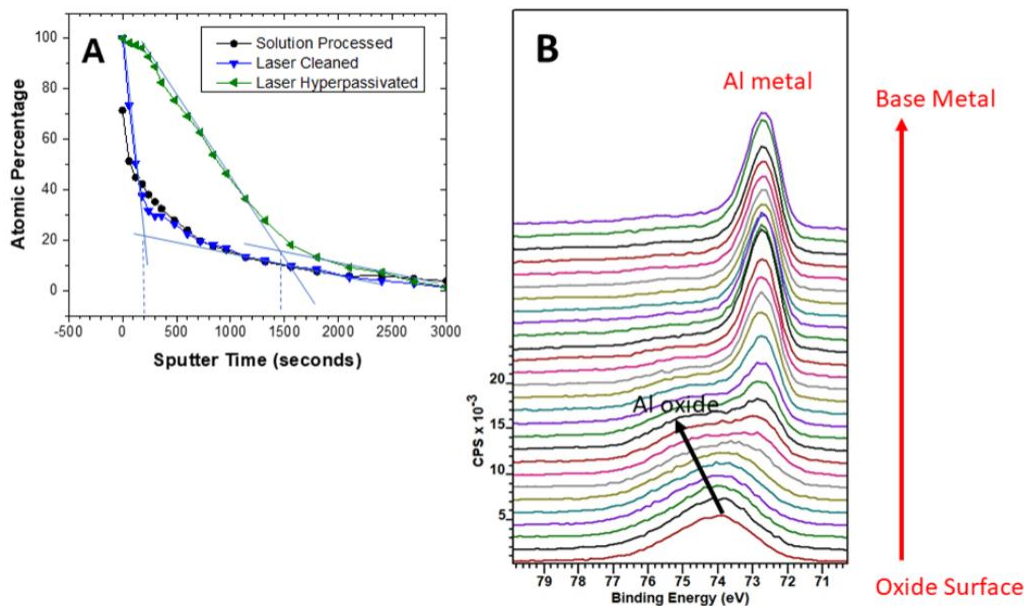 A
Solution Processed
Laser Cleaned
Laser Hyperpassivated
Atomic Percentage
100
80
60
40
20
0
-500 0 500 1000 1500 2000 2500 3000
Sputter Time (seconds)
B
Al metal
Al oxide
CPS x 10⁻³
20
15
10
5
79 78 77 76 75 74 73 72 71
Binding Energy (eV)
Base Metal
Oxide Surface